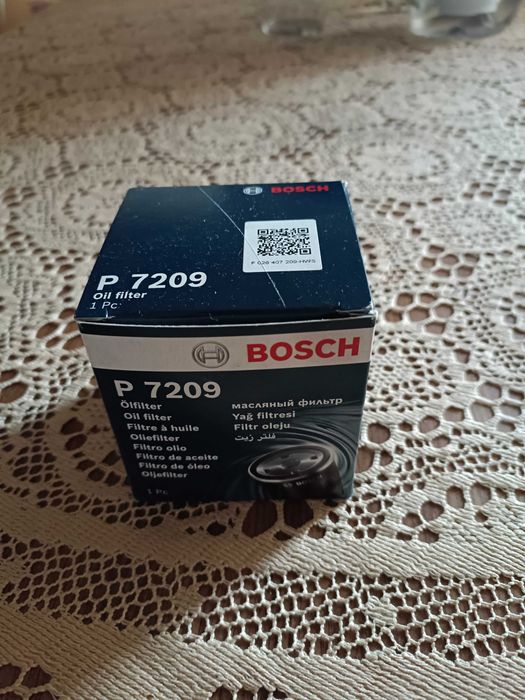 BOSCH
F 026 407 209-HWS
P 7209
Oil filter
1 Pc.
BOSCH
P 7209
Ölfilter
Oil filter
Filtre à huile
Oliefilter
Filtro olio
Filtro de aceite
Filtro de óleo
Oljefilter
1 Pc
масляный фильтр
Yağ filtresi
Filtr oleju
فلتر زيت